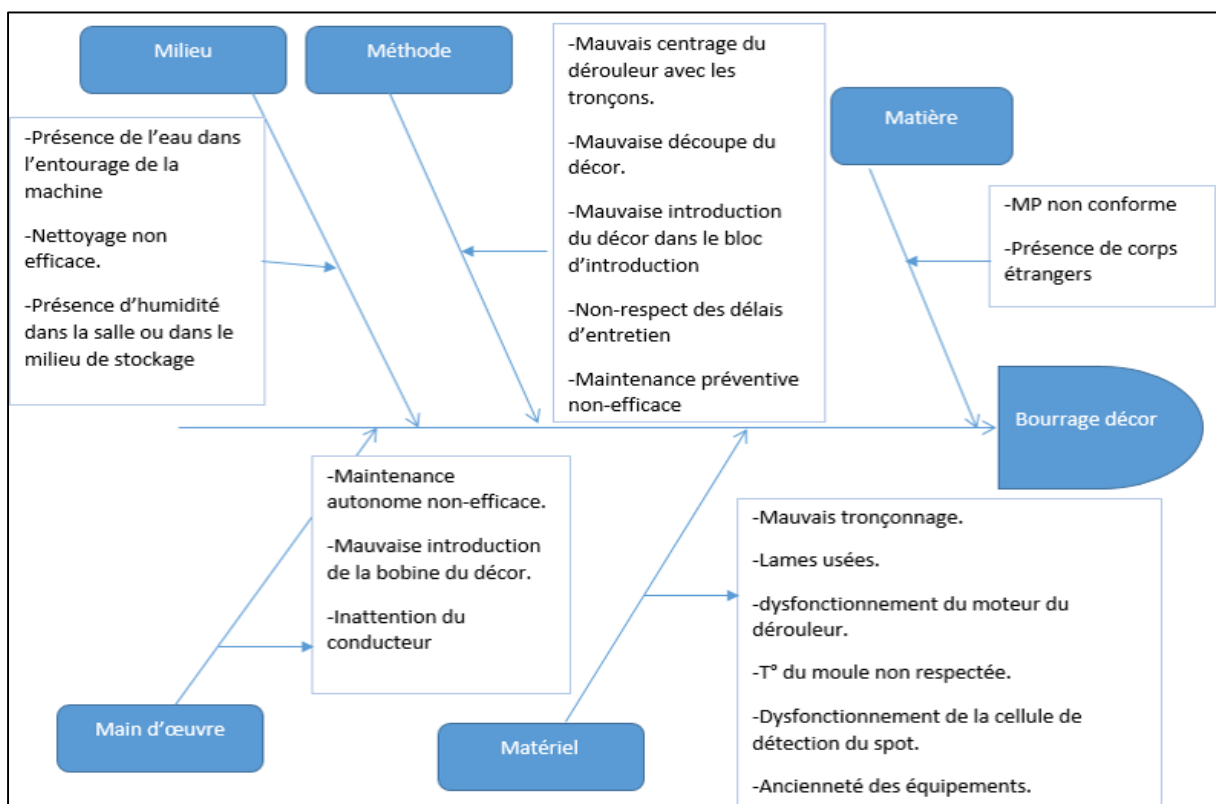 Milieu
Méthode
Matière
-Présence de l'eau dans
l'entourage de la
machine
-Nettoyage non
efficace.
-Présence d'humidité
dans la salle ou dans le
milieu de stockage
-Mauvais centrage du
dérouleur avec les
tronçons.
-Mauvaise découpe du
décor.
-Mauvaise introduction
du décor dans le bloc
d'introduction
-Non-respect des délais
d'entretien
-Maintenance préventive
non-efficace
-MP non conforme
-Présence de corps
étrangers
Bourrage décor
-Maintenance
autonome non-efficace.
-Mauvaise introduction
de la bobine du décor.
-Inattention du
conducteur
-Mauvais tronçonnage.
-Lames usées.
-dysfonctionnement du moteur du
dérouleur.
-T° du moule non respectée.
-Dysfonctionnement de la cellule de
détection du spot.
-Ancienneté des équipements.
Main d'œuvre
Matériel